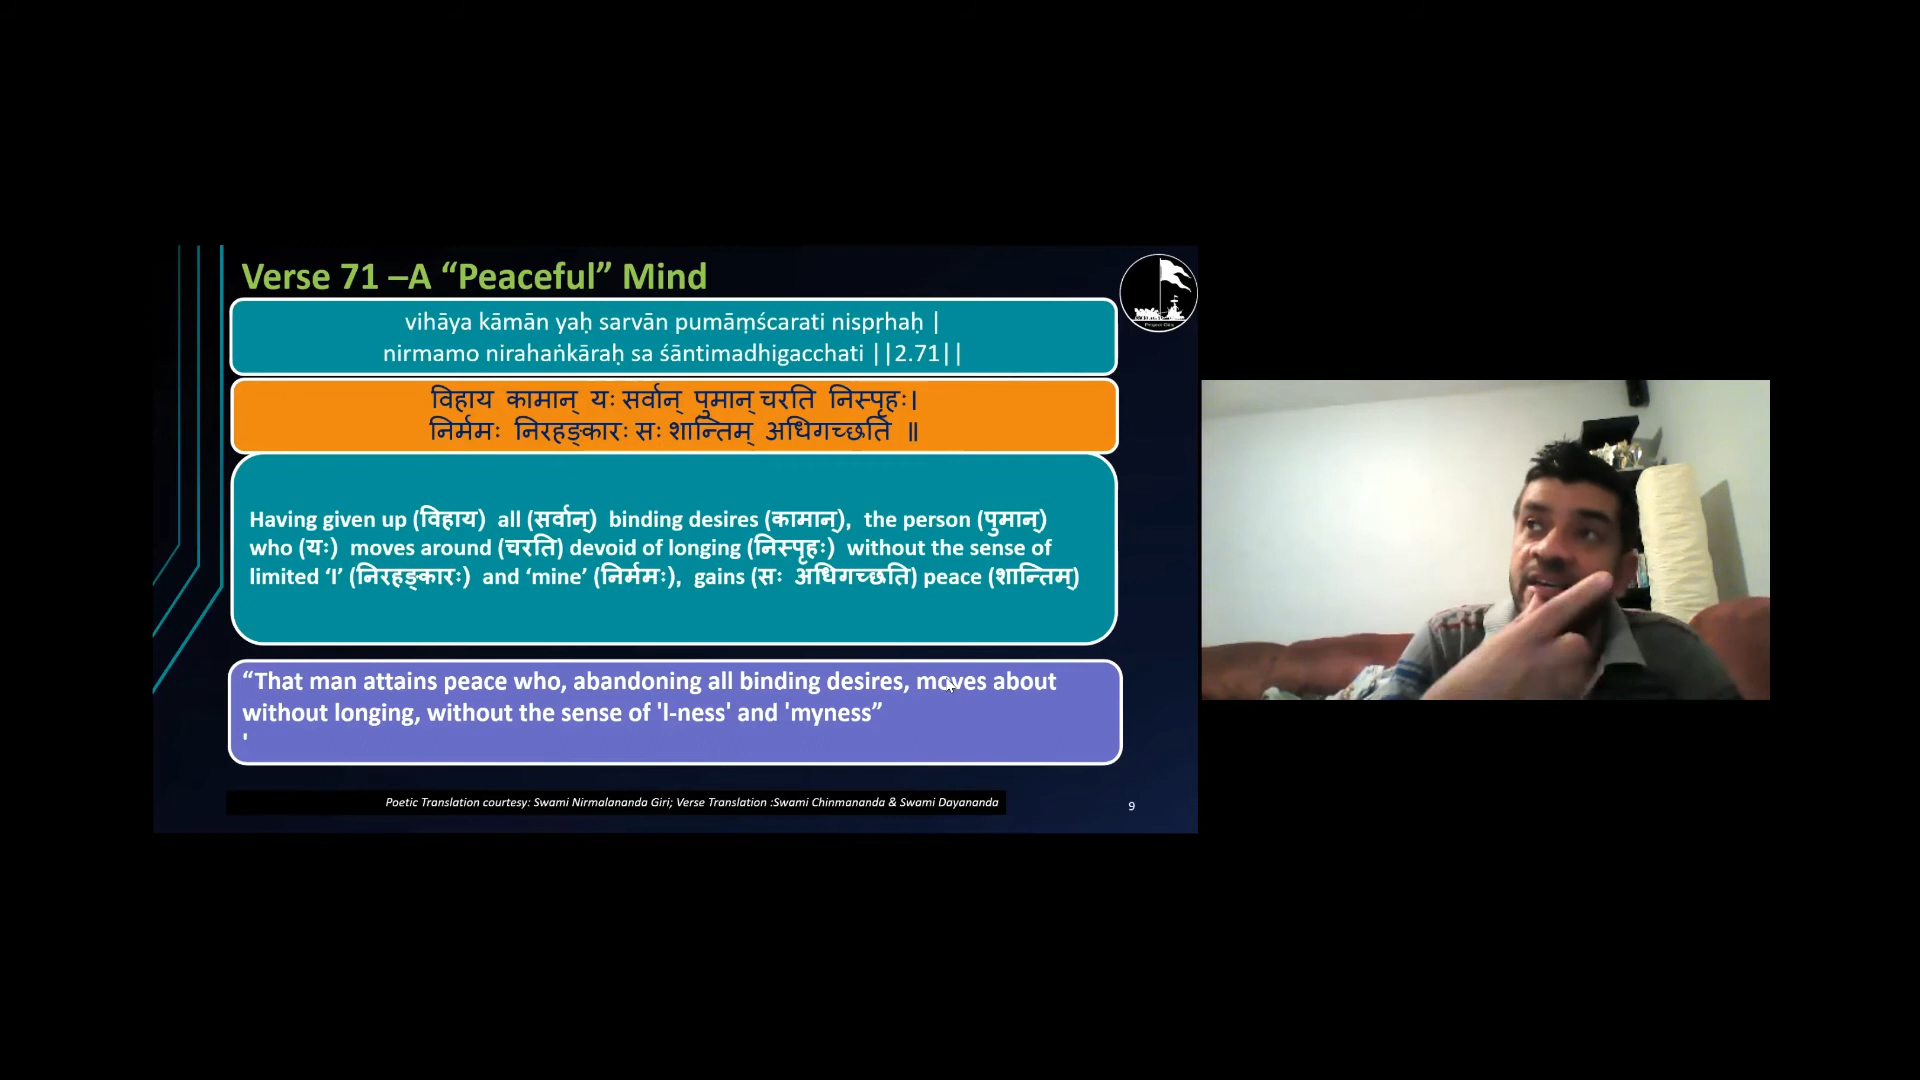 Verse 71 –A “Peaceful” Mind
vihāya kāmān yaḥ sarvān pumāṃścarati nispṛhaḥ |
nirmamo nirahaṅkāraḥ sa śāntimadhigacchati ||2.71||
विहाय कामान् यः सर्वान् पुमान् चरति निस्पृहः।
निर्ममः निरहङ्कारः सः शान्तिम् अधिगच्छति ॥
Having given up (विहाय) all (सर्वान्) binding desires (कामान्), the person (पुमान्)
who (यः) moves around (चरति) devoid of longing (निस्पृहः) without the sense of
limited ‘I’ (निरहङ्कारः) and ‘mine’ (निर्ममः), gains (सः अधिगच्छति) peace (शान्तिम्)
“That man attains peace who, abandoning all binding desires, moves about
without longing, without the sense of 'I-ness' and 'myness”
'
Poetic Translation courtesy: Swami Nirmalananda Giri; Verse Translation :Swami Chinmananda & Swami Dayananda
9